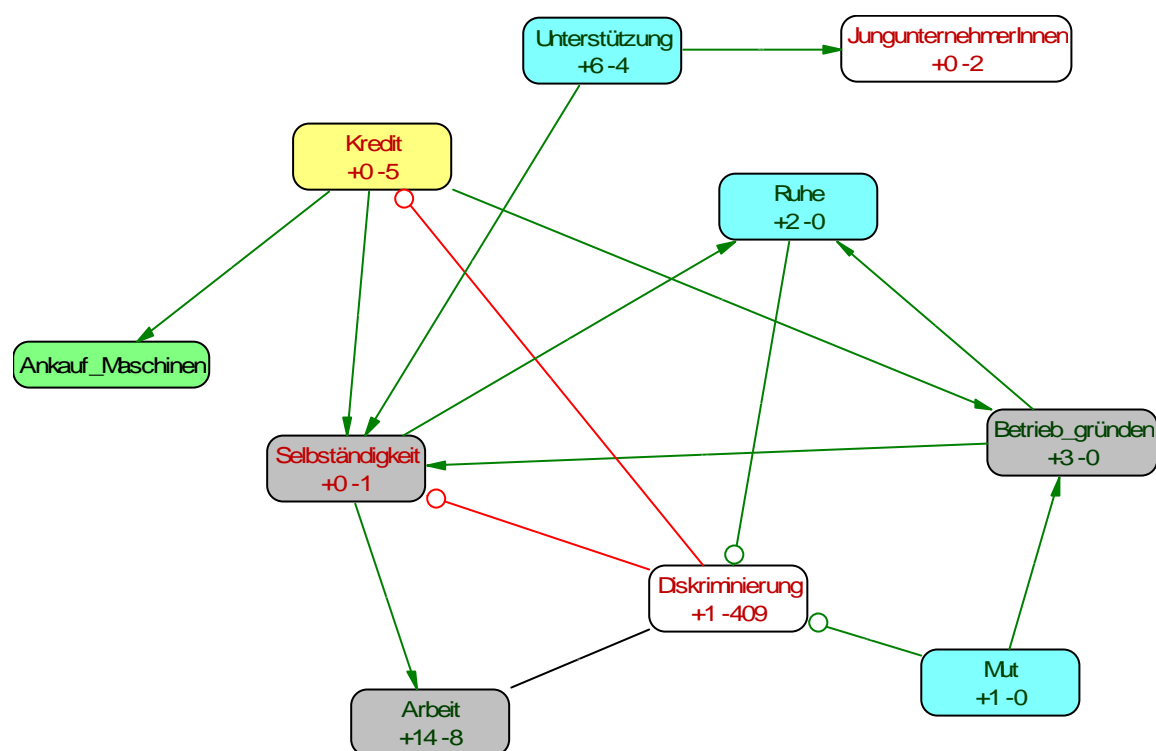 Unterstützung
+6 -4
JungunternehmerInnen
+0 -2
Kredit
+0 -5
Ruhe
+2 -0
Ankauf_Maschinen
Selbständigkeit
+0 -1
Betrieb_gründen
+3 -0
Diskriminierung
+1 -409
Mut
+1 -0
Arbeit
+14 -8